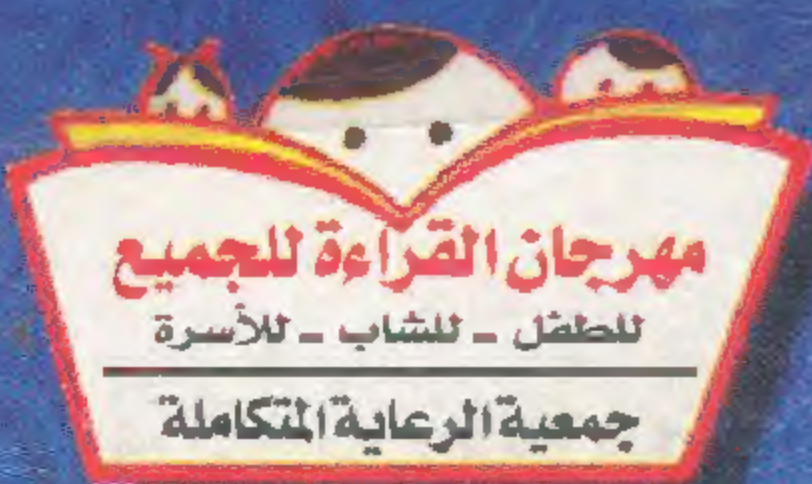 مهرجان القراءة للجميع
للطفل - للشاب - للأسرة
جمعية الرعاية المتكاملة